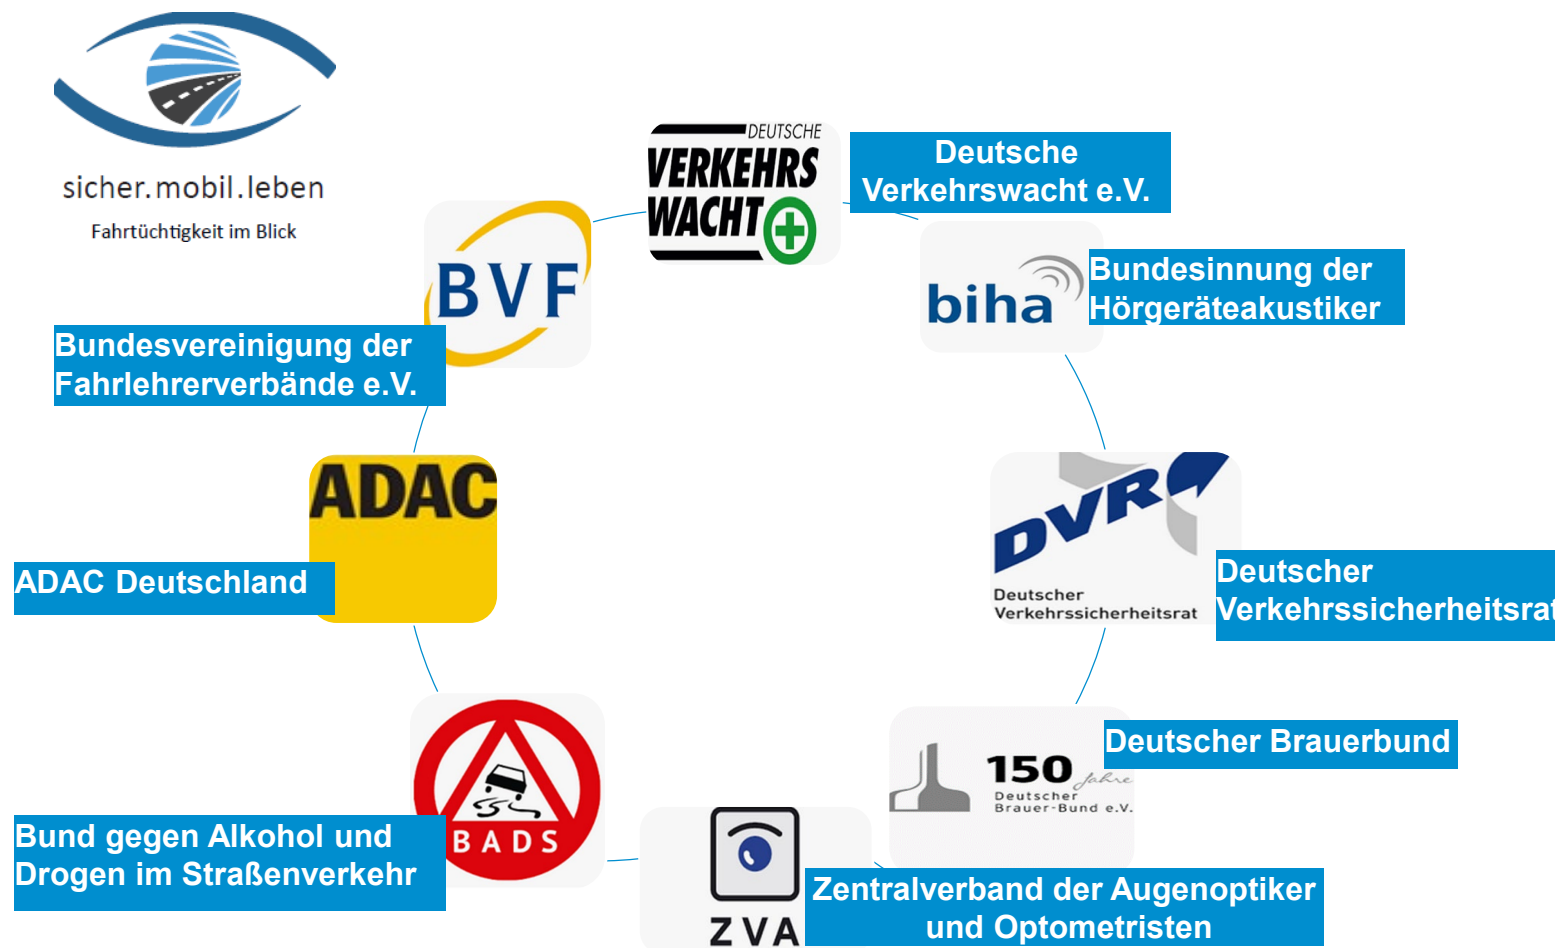 sicher.mobil.leben
Fahrtüchtigkeit im Blick
DEUTSCHE
VERKEHRS
WACHT
Deutsche
Verkehrswacht e.V.
biha
Bundesinnung der
Hörgeräteakustiker
DVR
Deutscher
Verkehrssicherheitsrat
Deutscher
Verkehrssicherheitsrat
150 Jahre
Deutscher
Brauer-Bund e.V.
Deutscher Brauerbund
ZVA
Zentralverband der Augenoptiker
und Optometristen
BADS
Bund gegen Alkohol und
Drogen im Straßenverkehr
ADAC
ADAC Deutschland
BVF
Bundesvereinigung der
Fahrlehrerverbände e.V.